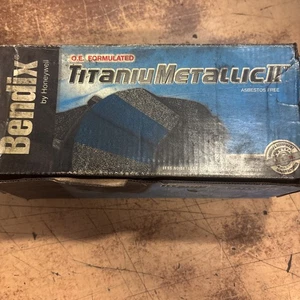 O.E. FORMULATED
TITANIUMETALLIC II
ASBESTOS FREE
Bendix
by Honeywell